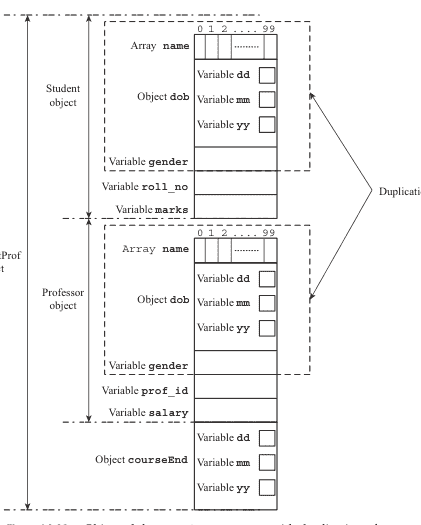 0 1 2 .... 99
Array name
Variable dd
Student
object
Object dob
Variable mm
Variable yy
Variable gender
Variable roll_no
Variable marks
0 1 2 .... 99
Array name
Variable dd
Professor
object
Object dob
Variable mm
Variable yy
Variable gender
Variable prof_id
Variable salary
Variable dd
Object courseEnd
Variable mm
Variable yy